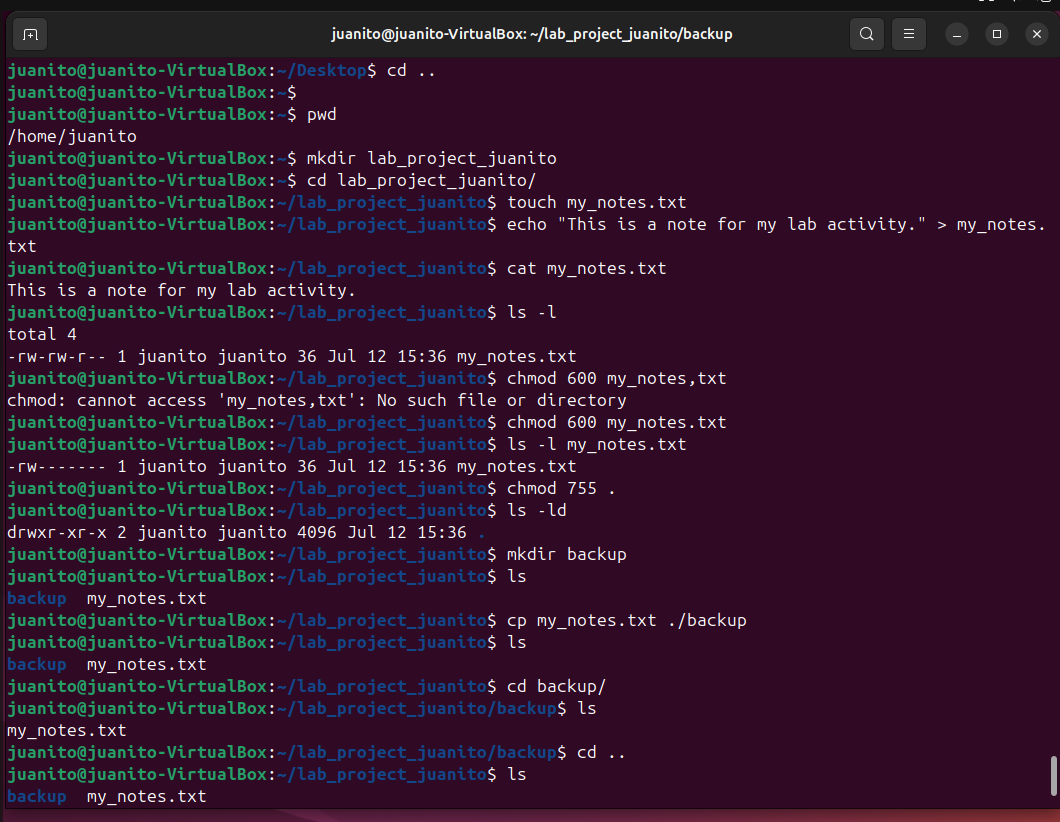 juanito@juanito-VirtualBox: ~/lab_project_juanito/backup
juanito@juanito-VirtualBox:~/Desktop$ cd ..
juanito@juanito-VirtualBox:~$
juanito@juanito-VirtualBox:~$ pwd
/home/juanito
juanito@juanito-VirtualBox:~$ mkdir lab_project_juanito
juanito@juanito-VirtualBox:~$ cd lab_project_juanito/
juanito@juanito-VirtualBox:~/lab_project_juanito$ touch my_notes.txt
juanito@juanito-VirtualBox:~/lab_project_juanito$ echo "This is a note for my lab activity." > my_notes.
txt
juanito@juanito-VirtualBox:~/lab_project_juanito$ cat my_notes.txt
This is a note for my lab activity.
juanito@juanito-VirtualBox:~/lab_project_juanito$ ls -l
total 4
-rw-rw-r-- 1 juanito juanito 36 Jul 12 15:36 my_notes.txt
juanito@juanito-VirtualBox:~/lab_project_juanito$ chmod 600 my_notes,txt
chmod: cannot access 'my_notes,txt': No such file or directory
juanito@juanito-VirtualBox:~/lab_project_juanito$ chmod 600 my_notes.txt
juanito@juanito-VirtualBox:~/lab_project_juanito$ ls -l my_notes.txt
-rw------- 1 juanito juanito 36 Jul 12 15:36 my_notes.txt
juanito@juanito-VirtualBox:~/lab_project_juanito$ chmod 755 .
juanito@juanito-VirtualBox:~/lab_project_juanito$ ls -ld
drwxr-xr-x 2 juanito juanito 4096 Jul 12 15:36 .
juanito@juanito-VirtualBox:~/lab_project_juanito$ mkdir backup
juanito@juanito-VirtualBox:~/lab_project_juanito$ ls
backup  my_notes.txt
juanito@juanito-VirtualBox:~/lab_project_juanito$ cp my_notes.txt ./backup
juanito@juanito-VirtualBox:~/lab_project_juanito$ ls
backup  my_notes.txt
juanito@juanito-VirtualBox:~/lab_project_juanito$ cd backup/
juanito@juanito-VirtualBox:~/lab_project_juanito/backup$ ls
my_notes.txt
juanito@juanito-VirtualBox:~/lab_project_juanito/backup$ cd ..
juanito@juanito-VirtualBox:~/lab_project_juanito$ ls
backup  my_notes.txt